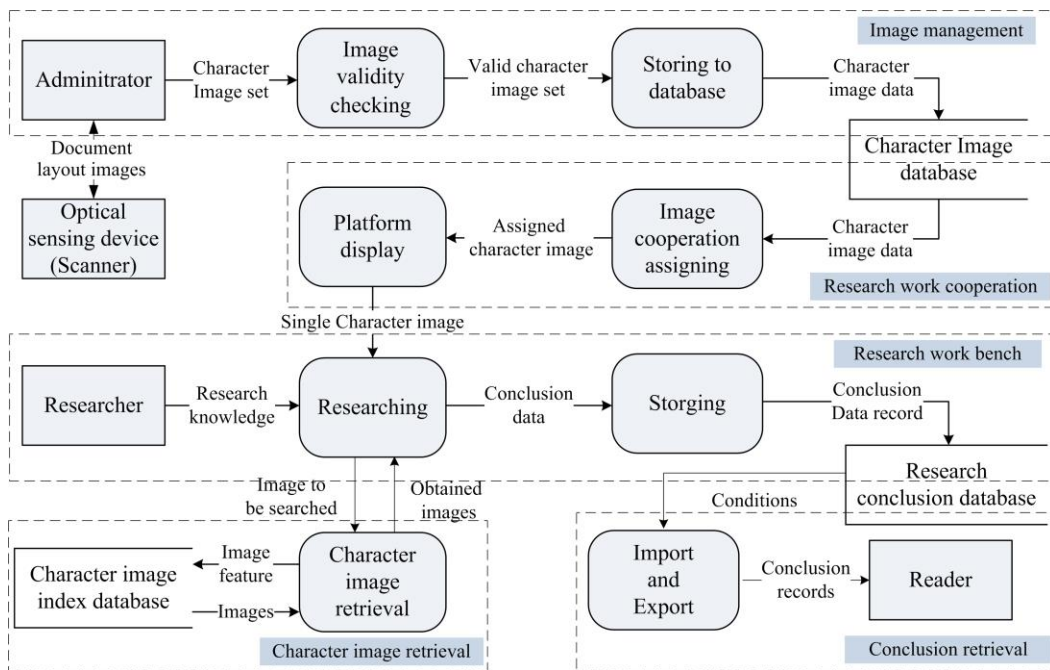 Image management
Adminitrator
Character
Image set
Image
validity
checking
Valid character
image set
Storing to
database
Character
image data
Document
layout images
Character Image
database
Optical
sensing device
(Scanner)
Platform
display
Assigned
character image
Image
cooperation
assigning
Character
image data
Research work cooperation
Single Character image
Research work bench
Researcher
Research
knowledge
Researching
Conclusion
data
Storging
Conclusion
Data record
Image to
be searched
Obtained
images
Conditions
Research
conclusion database
Character image
index database
Image
feature
Images
Character
image
retrieval
Import
and
Export
Conclusion
records
Reader
Character image retrieval
Conclusion retrieval